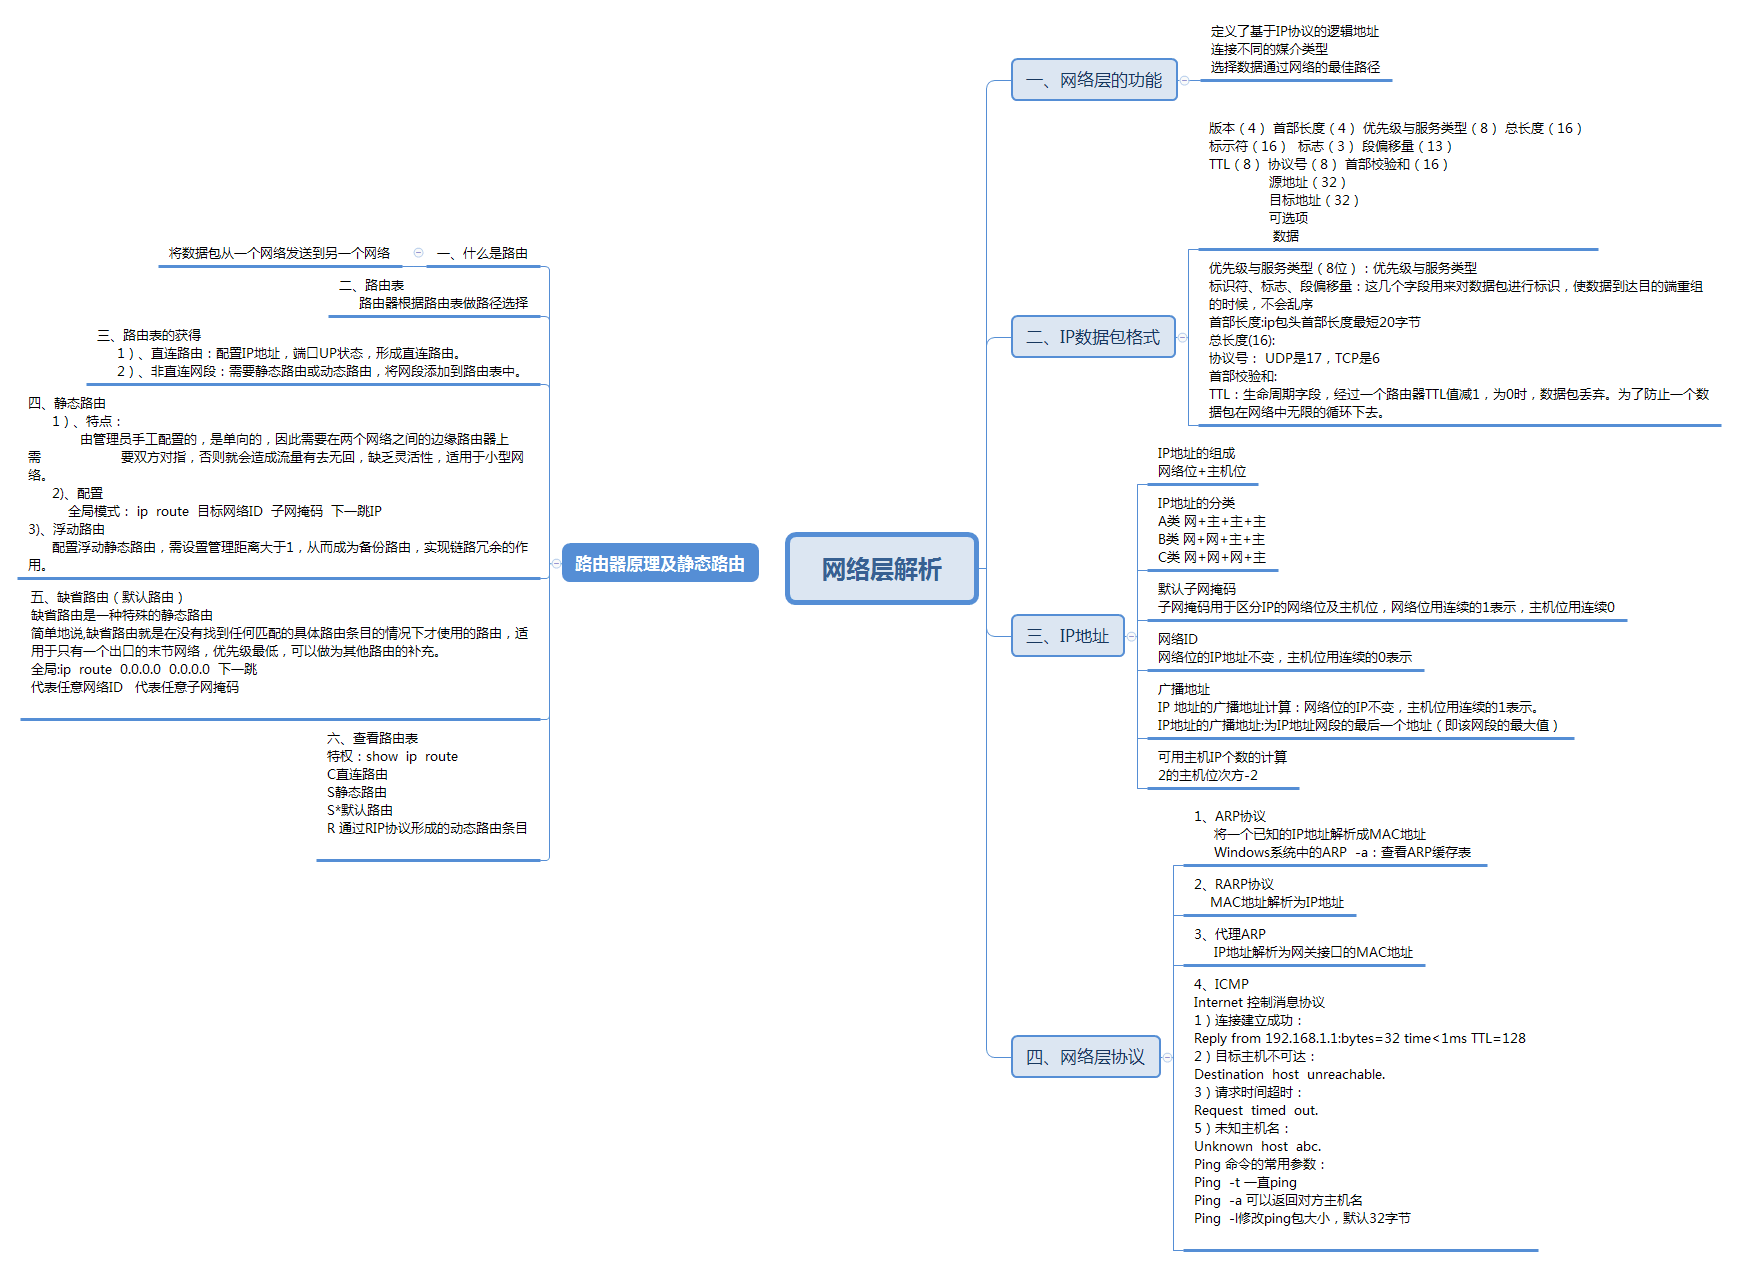 网络层解析
一、网络层的功能
定义了基于IP协议的逻辑地址
连接不同的媒介类型
选择数据通过网络的最佳路径
二、IP数据包格式
版本（4） 首部长度（4） 优先级与服务类型（8） 总长度（16）
标示符（16） 标志（3） 段偏移量（13）
TTL（8） 协议号（8） 首部校验和（16）
源地址（32）
目标地址（32）
可选项
数据
优先级与服务类型（8位）：优先级与服务类型
标识符、标志、段偏移量：这几个字段用来对数据包进行标识，使数据到达目的端重组
的时候，不会乱序
首部长度:ip包头首部长度最短20字节
总长度(16):
协议号： UDP是17，TCP是6
首部校验和:
TTL：生命周期字段，经过一个路由器TTL值减1，为0时，数据包丢弃。为了防止一个数
据包在网络中无限的循环下去。
三、IP地址
IP地址的组成
网络位+主机位
IP地址的分类
A类 网+主+主+主
B类 网+网+主+主
C类 网+网+网+主
默认子网掩码
子网掩码用于区分IP的网络位及主机位，网络位用连续的1表示，主机位用连续0
网络ID
网络位的IP地址不变，主机位用连续的0表示
广播地址
IP 地址的广播地址计算：网络位的IP不变，主机位用连续的1表示。
IP地址的广播地址:为IP地址网段的最后一个地址（即该网段的最大值）
可用主机IP个数的计算
2的主机位次方-2
四、网络层协议
1、ARP协议
将一个已知的IP地址解析成MAC地址
Windows系统中的ARP -a：查看ARP缓存表
2、RARP协议
MAC地址解析为IP地址
3、代理ARP
IP地址解析为网关接口的MAC地址
4、ICMP
Internet 控制消息协议
1）连接建立成功：
Reply from 192.168.1.1:bytes=32 time<1ms TTL=128
2）目标主机不可达：
Destination host unreachable.
3）请求时间超时：
Request timed out.
5）未知主机名：
Unknown host abc.
Ping 命令的常用参数：
Ping -t 一直ping
Ping -a 可以返回对方主机名
Ping -l修改ping包大小，默认32字节
路由器原理及静态路由
一、什么是路由
将数据包从一个网络发送到另一个网络
二、路由表
路由器根据路由表做路径选择
三、路由表的获得
1）、直连路由：配置IP地址，端口UP状态，形成直连路由。
2）、非直连网段：需要静态路由或动态路由，将网段添加到路由表中。
四、静态路由
1）、特点：
由管理员手工配置的，是单向的，因此需要在两个网络之间的边缘路由器上
需 要双方对指，否则就会造成流量有去无回，缺乏灵活性，适用于小型网
络。
2)、配置
全局模式： ip route 目标网络ID 子网掩码 下一跳IP
3)、浮动路由
配置浮动静态路由，需设置管理距离大于1，从而成为备份路由，实现链路冗余的作
用。
五、缺省路由（默认路由）
缺省路由是一种特殊的静态路由
简单地说,缺省路由就是在没有找到任何匹配的具体路由条目的情况下才使用的路由，适
用于只有一个出口的末节网络，优先级最低，可以做为其他路由的补充。
全局:ip route 0.0.0.0 0.0.0.0 下一跳
代表任意网络ID 代表任意子网掩码
六、查看路由表
特权：show ip route
C直连路由
S静态路由
S*默认路由
R 通过RIP协议形成的动态路由条目